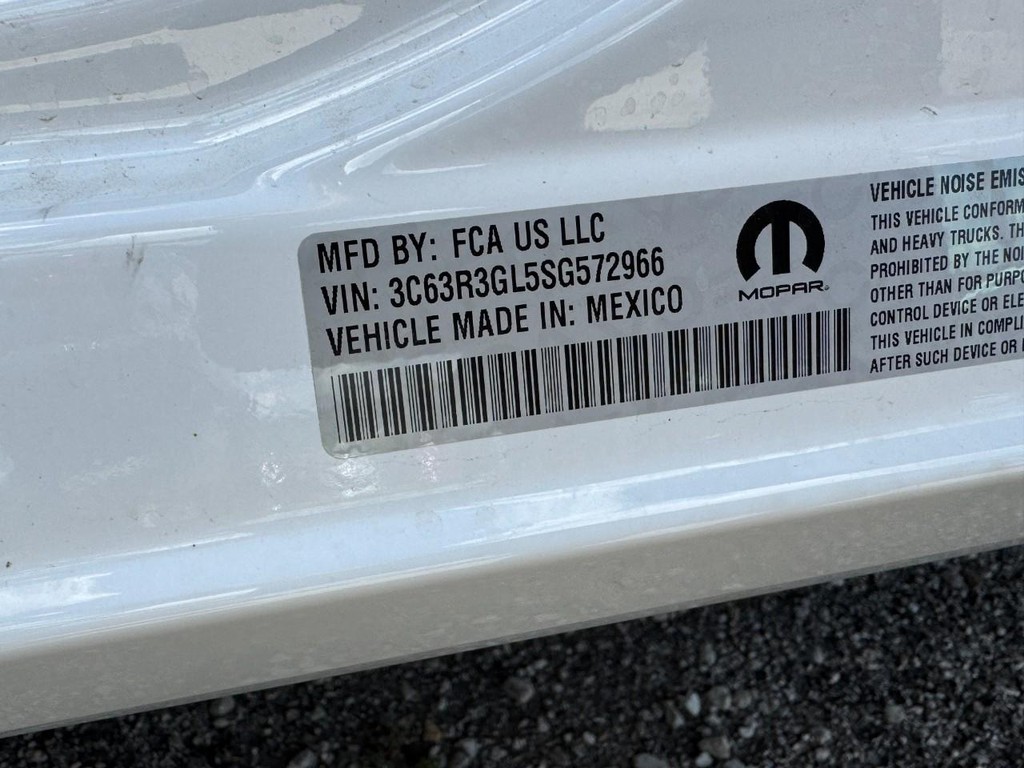 MFD BY: FCA US LLC
VIN: 3C63R3GL5SG572966
VEHICLE MADE IN: MEXICO
MOPAR®
VEHICLE NOISE EMIS
THIS VEHICLE CONFORM
AND HEAVY TRUCKS. TH
PROHIBITED BY THE NOI
OTHER THAN FOR PURPO
CONTROL DEVICE OR ELE
THIS VEHICLE IN COMPLI
AFTER SUCH DEVICE OR